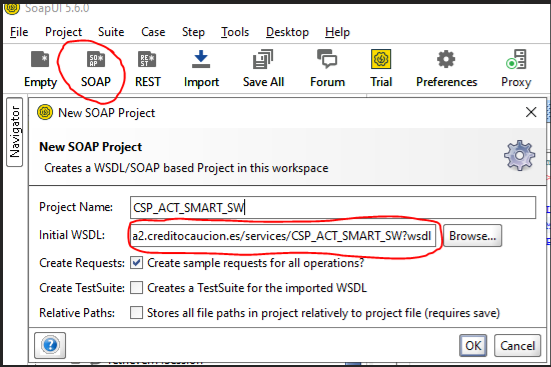 SoapUI 5.6.0
File Project Suite Case Step Tools Desktop Help
SO AP
RE ST
Empty SOAP REST Import Save All Forum Trial Preferences Proxy
Navigator
New SOAP Project
New SOAP Project
Creates a WSDL/SOAP based Project in this workspace
Project Name: CSP_ACT_SMART_SW
Initial WSDL: a2.creditocaucion.es/services/CSP_ACT_SMART_SW?wsdl Browse...
Create Requests: Create sample requests for all operations?
Create TestSuite: Creates a TestSuite for the imported WSDL
Relative Paths: Stores all file paths in project relatively to project file (requires save)
? OK Cancel